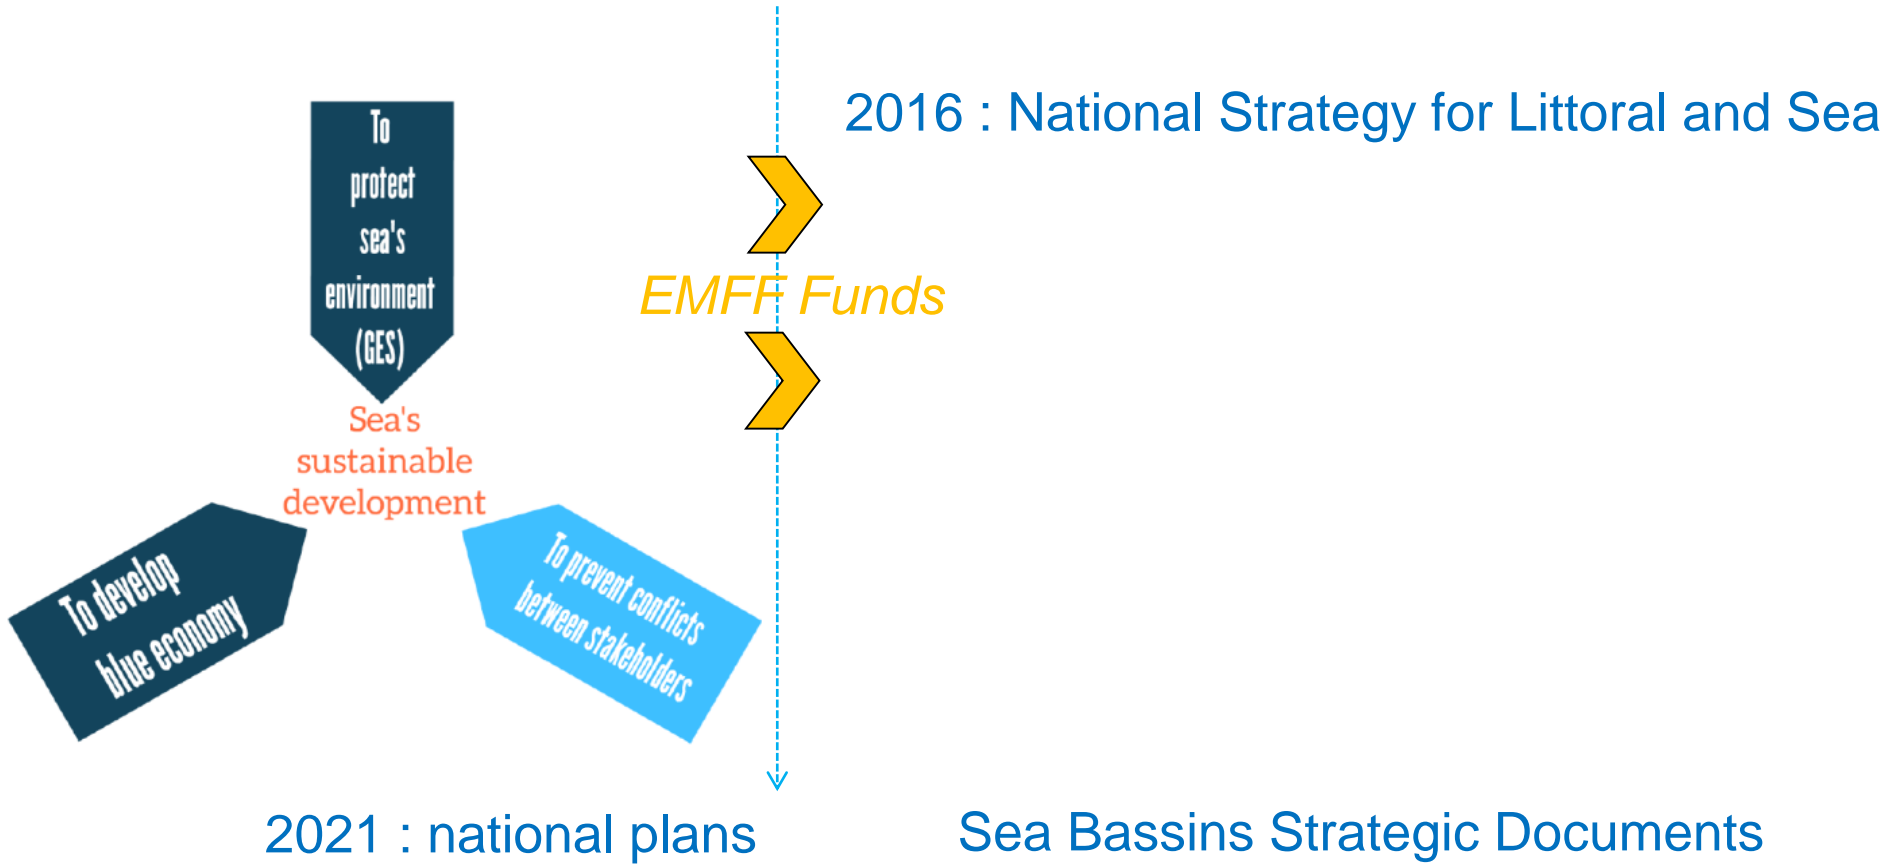 2016 : National Strategy for Littoral and Sea
To
protect
sea's
environment
(GES)
EMFF Funds
Sea's
sustainable
development
To develop
blue economy
To prevent conflicts
between stakeholders
2021 : national plans
Sea Bassins Strategic Documents